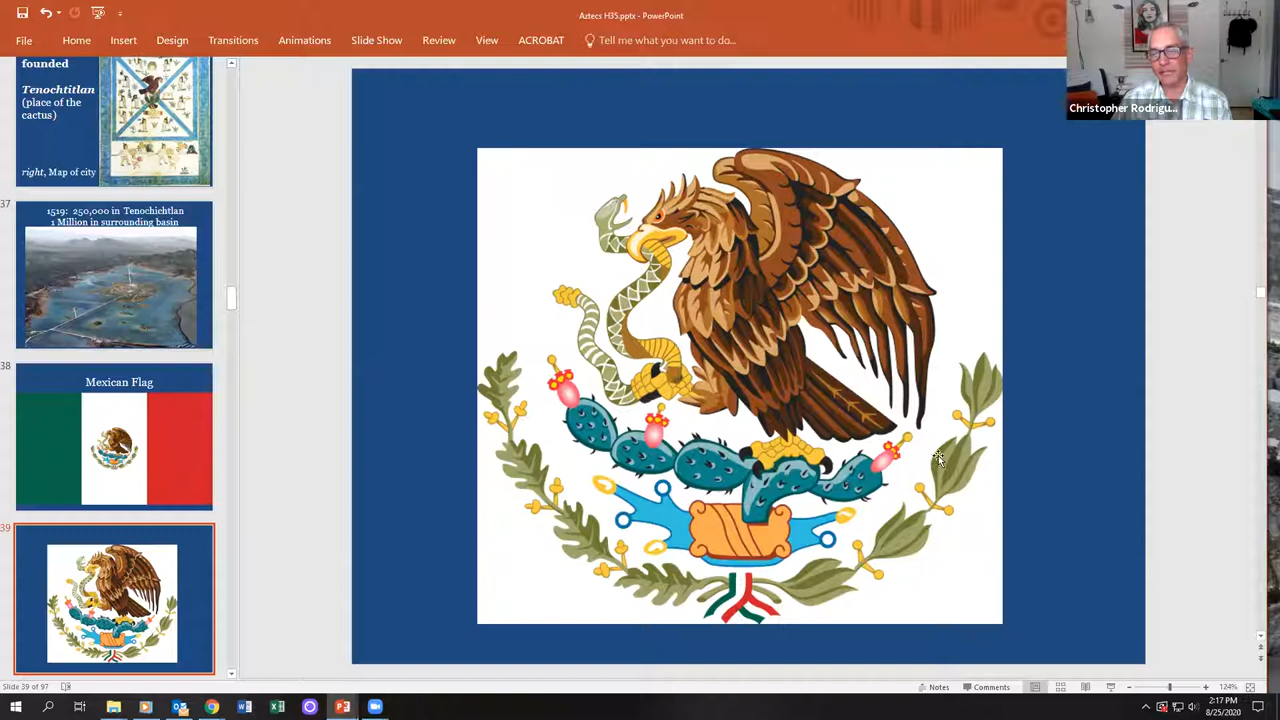 Aztecs H35.pptx - PowerPoint
File
Home
Insert
Design
Transitions
Animations
Slide Show
Review
View
ACROBAT
Tell me what you want to do...
Christopher Rodrigu...
founded
Tenochtitlan
(place of the
cactus)
right, Map of city
37
1519: 250,000 in Tenochichtlan
1 Million in surrounding basin
38
Mexican Flag
39
Slide 39 of 97
Notes
Comments
124%
2:17 PM
8/25/2020